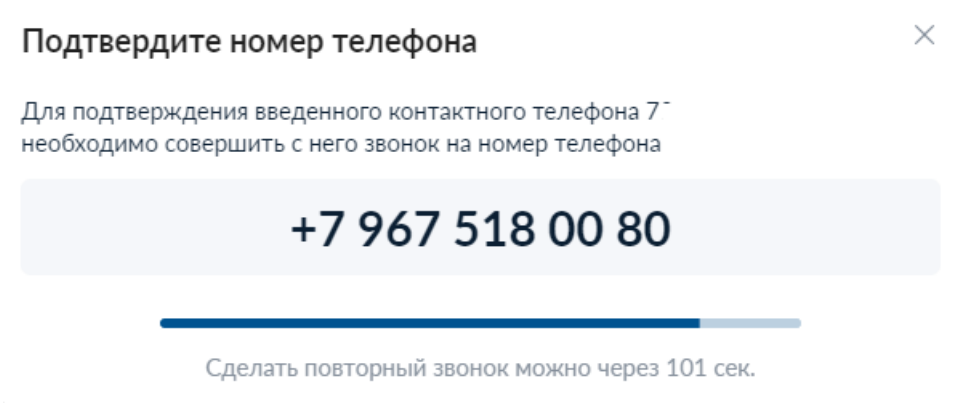 Подтвердите номер телефона
Для подтверждения введенного контактного телефона 7
необходимо совершить с него звонок на номер телефона
+7 967 518 00 80
Сделать повторный звонок можно через 101 сек.